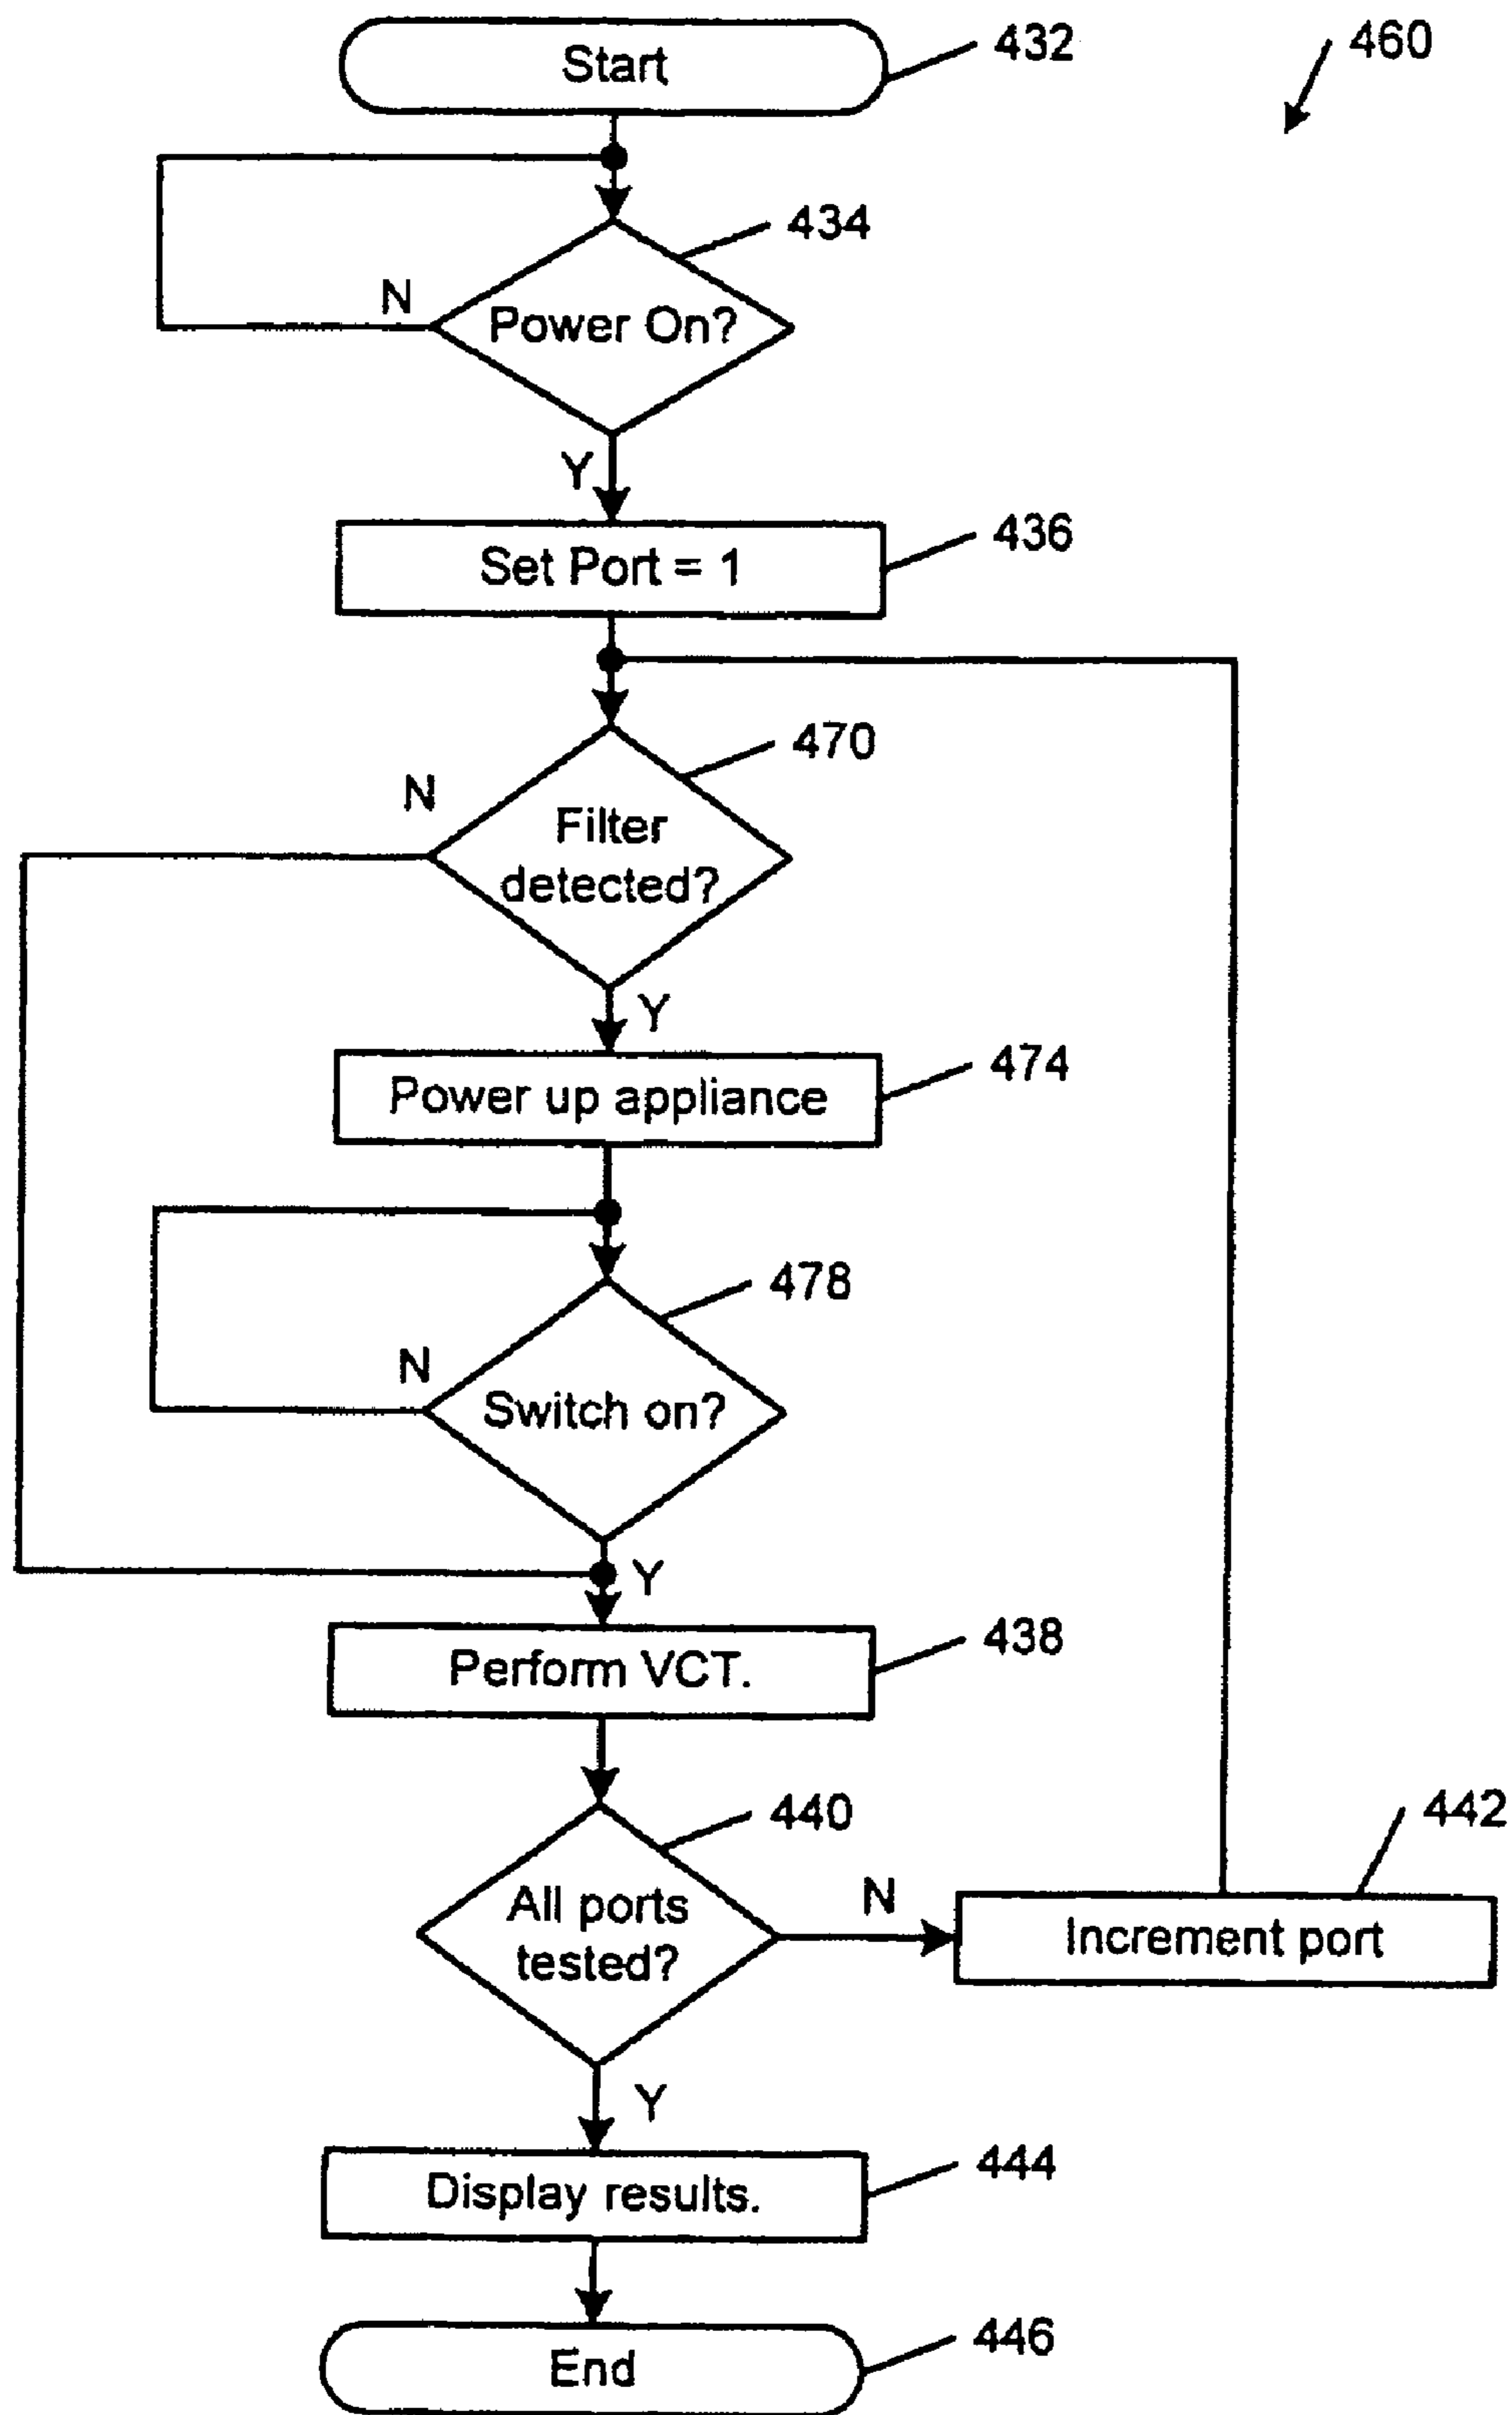 Start
432
460
434
N
Power On?
Y
436
Set Port = 1
470
N
Filter
detected?
Y
474
Power up appliance
478
N
Switch on?
Y
438
Perform VCT.
440
442
All ports
tested?
N
Increment port
Y
444
Display results.
446
End